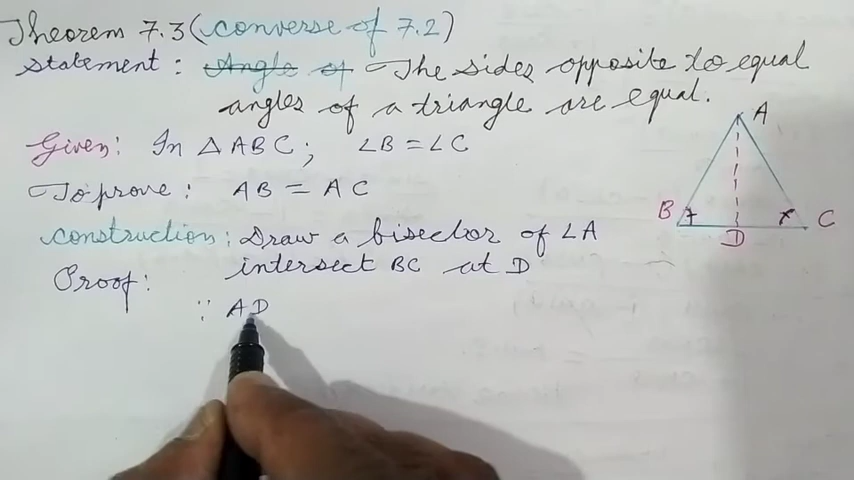 Theorem 7.3 (converse of 7.2)
Statement : Angle of The sides opposite to equal
angles of a triangle are equal.
Given: In △ABC; ∠B = ∠C
To prove : AB = AC
Construction: Draw a bisector of ∠A
intersect BC at D
Proof:
∵ AD
A
B
C
D